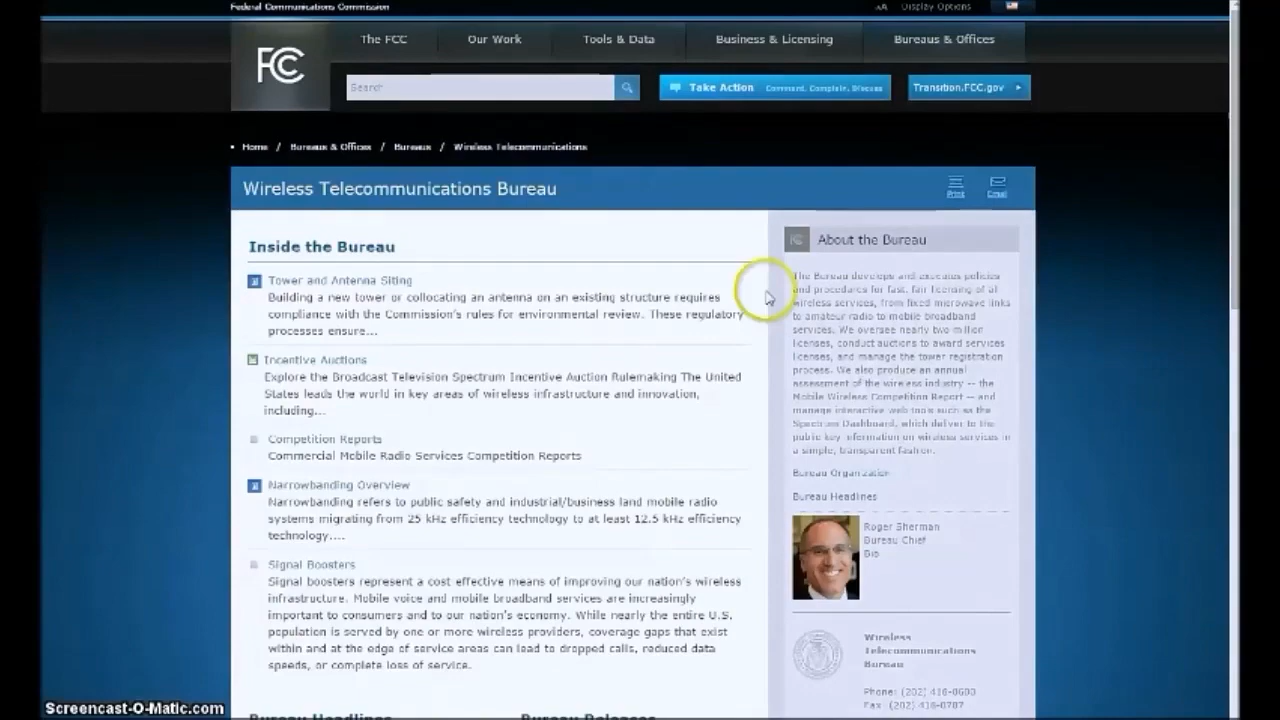 Federal Communications Commission
AA Display Options
FCC
The FCC Our Work Tools & Data Business & Licensing Bureaus & Offices
Search Take Action Comment, Complete, Discuss Transition.FCC.gov
Home / Bureaus & Offices / Bureaus / Wireless Telecommunications
Wireless Telecommunications Bureau
Print Email
Inside the Bureau
Tower and Antenna Siting
Building a new tower or collocating an antenna on an existing structure requires
compliance with the Commission's rules for environmental review. These regulatory
processes ensure...
Incentive Auctions
Explore the Broadcast Television Spectrum Incentive Auction Rulemaking The United
States leads the world in key areas of wireless infrastructure and innovation,
including...
Competition Reports
Commercial Mobile Radio Services Competition Reports
Narrowbanding Overview
Narrowbanding refers to public safety and industrial/business land mobile radio
systems migrating from 25 kHz efficiency technology to at least 12.5 kHz efficiency
technology....
Signal Boosters
Signal boosters represent a cost effective means of improving our nation's wireless
infrastructure. Mobile voice and mobile broadband services are increasingly
important to consumers and to our nation's economy. While nearly the entire U.S.
population is served by one or more wireless providers, coverage gaps that exist
within and at the edge of service areas can lead to dropped calls, reduced data
speeds, or complete loss of service.
Bureau Headlines Bureau Releases
About the Bureau
The Bureau develops and executes policies
and procedures for fast, fair licensing of all
wireless services, from fixed microwave links
to amateur radio to mobile broadband
services. We oversee nearly two million
licenses, conduct auctions to award services
licenses, and manage the tower registration
process. We also produce an annual
assessment of the wireless industry -- the
Mobile Wireless Competition Report -- and
manage interactive web tools such as the
Spectrum Dashboard, which deliver to the
public key information on wireless services in
a simple, transparent fashion.
Bureau Organization
Bureau Headlines
Roger Sherman
Bureau Chief
Bio
Wireless
Telecommunications
Bureau
Phone: (202) 418-0600
Fax: (202) 418-0787
Screencast-O-Matic.com